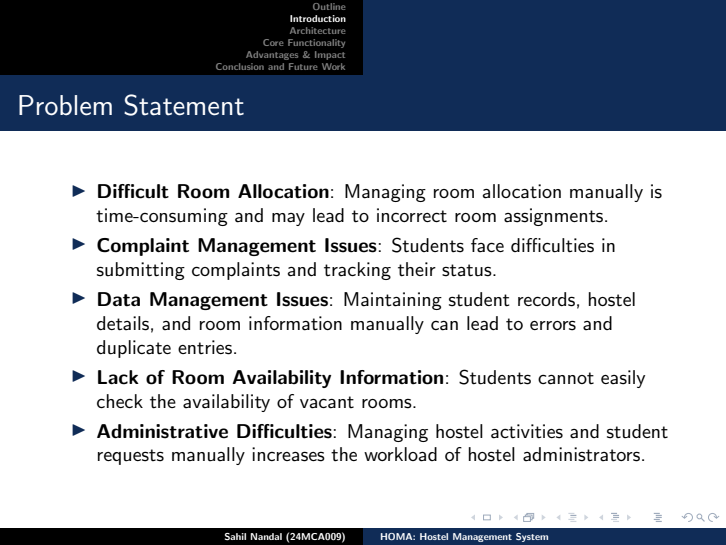 Outline
Introduction
Architecture
Core Functionality
Advantages & Impact
Conclusion and Future Work
Problem Statement
Difficult Room Allocation: Managing room allocation manually is
time-consuming and may lead to incorrect room assignments.
Complaint Management Issues: Students face difficulties in
submitting complaints and tracking their status.
Data Management Issues: Maintaining student records, hostel
details, and room information manually can lead to errors and
duplicate entries.
Lack of Room Availability Information: Students cannot easily
check the availability of vacant rooms.
Administrative Difficulties: Managing hostel activities and student
requests manually increases the workload of hostel administrators.
Sahil Nandal (24MCA009) HOMA: Hostel Management System